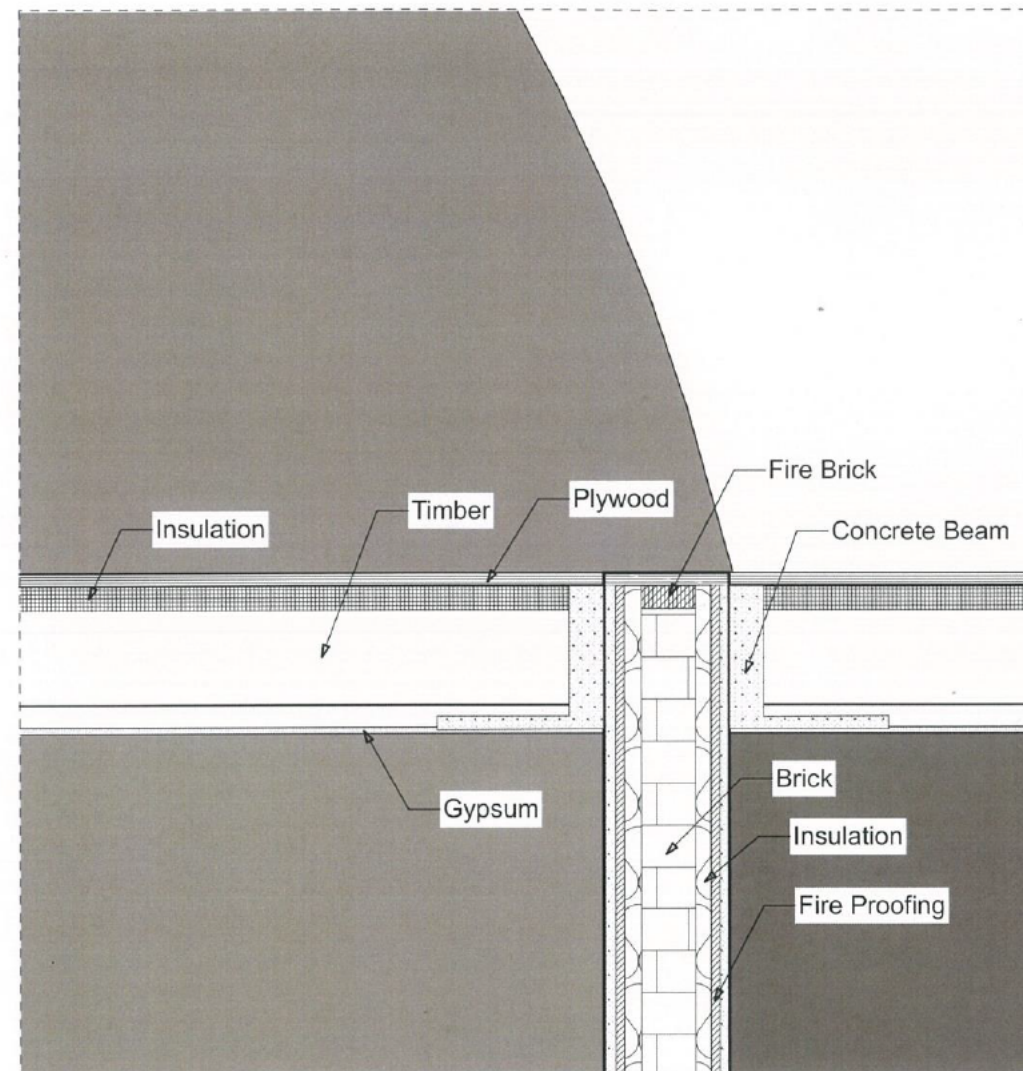 Fire Brick
Plywood
Timber
Insulation
Concrete Beam
Brick
Gypsum
Insulation
Fire Proofing